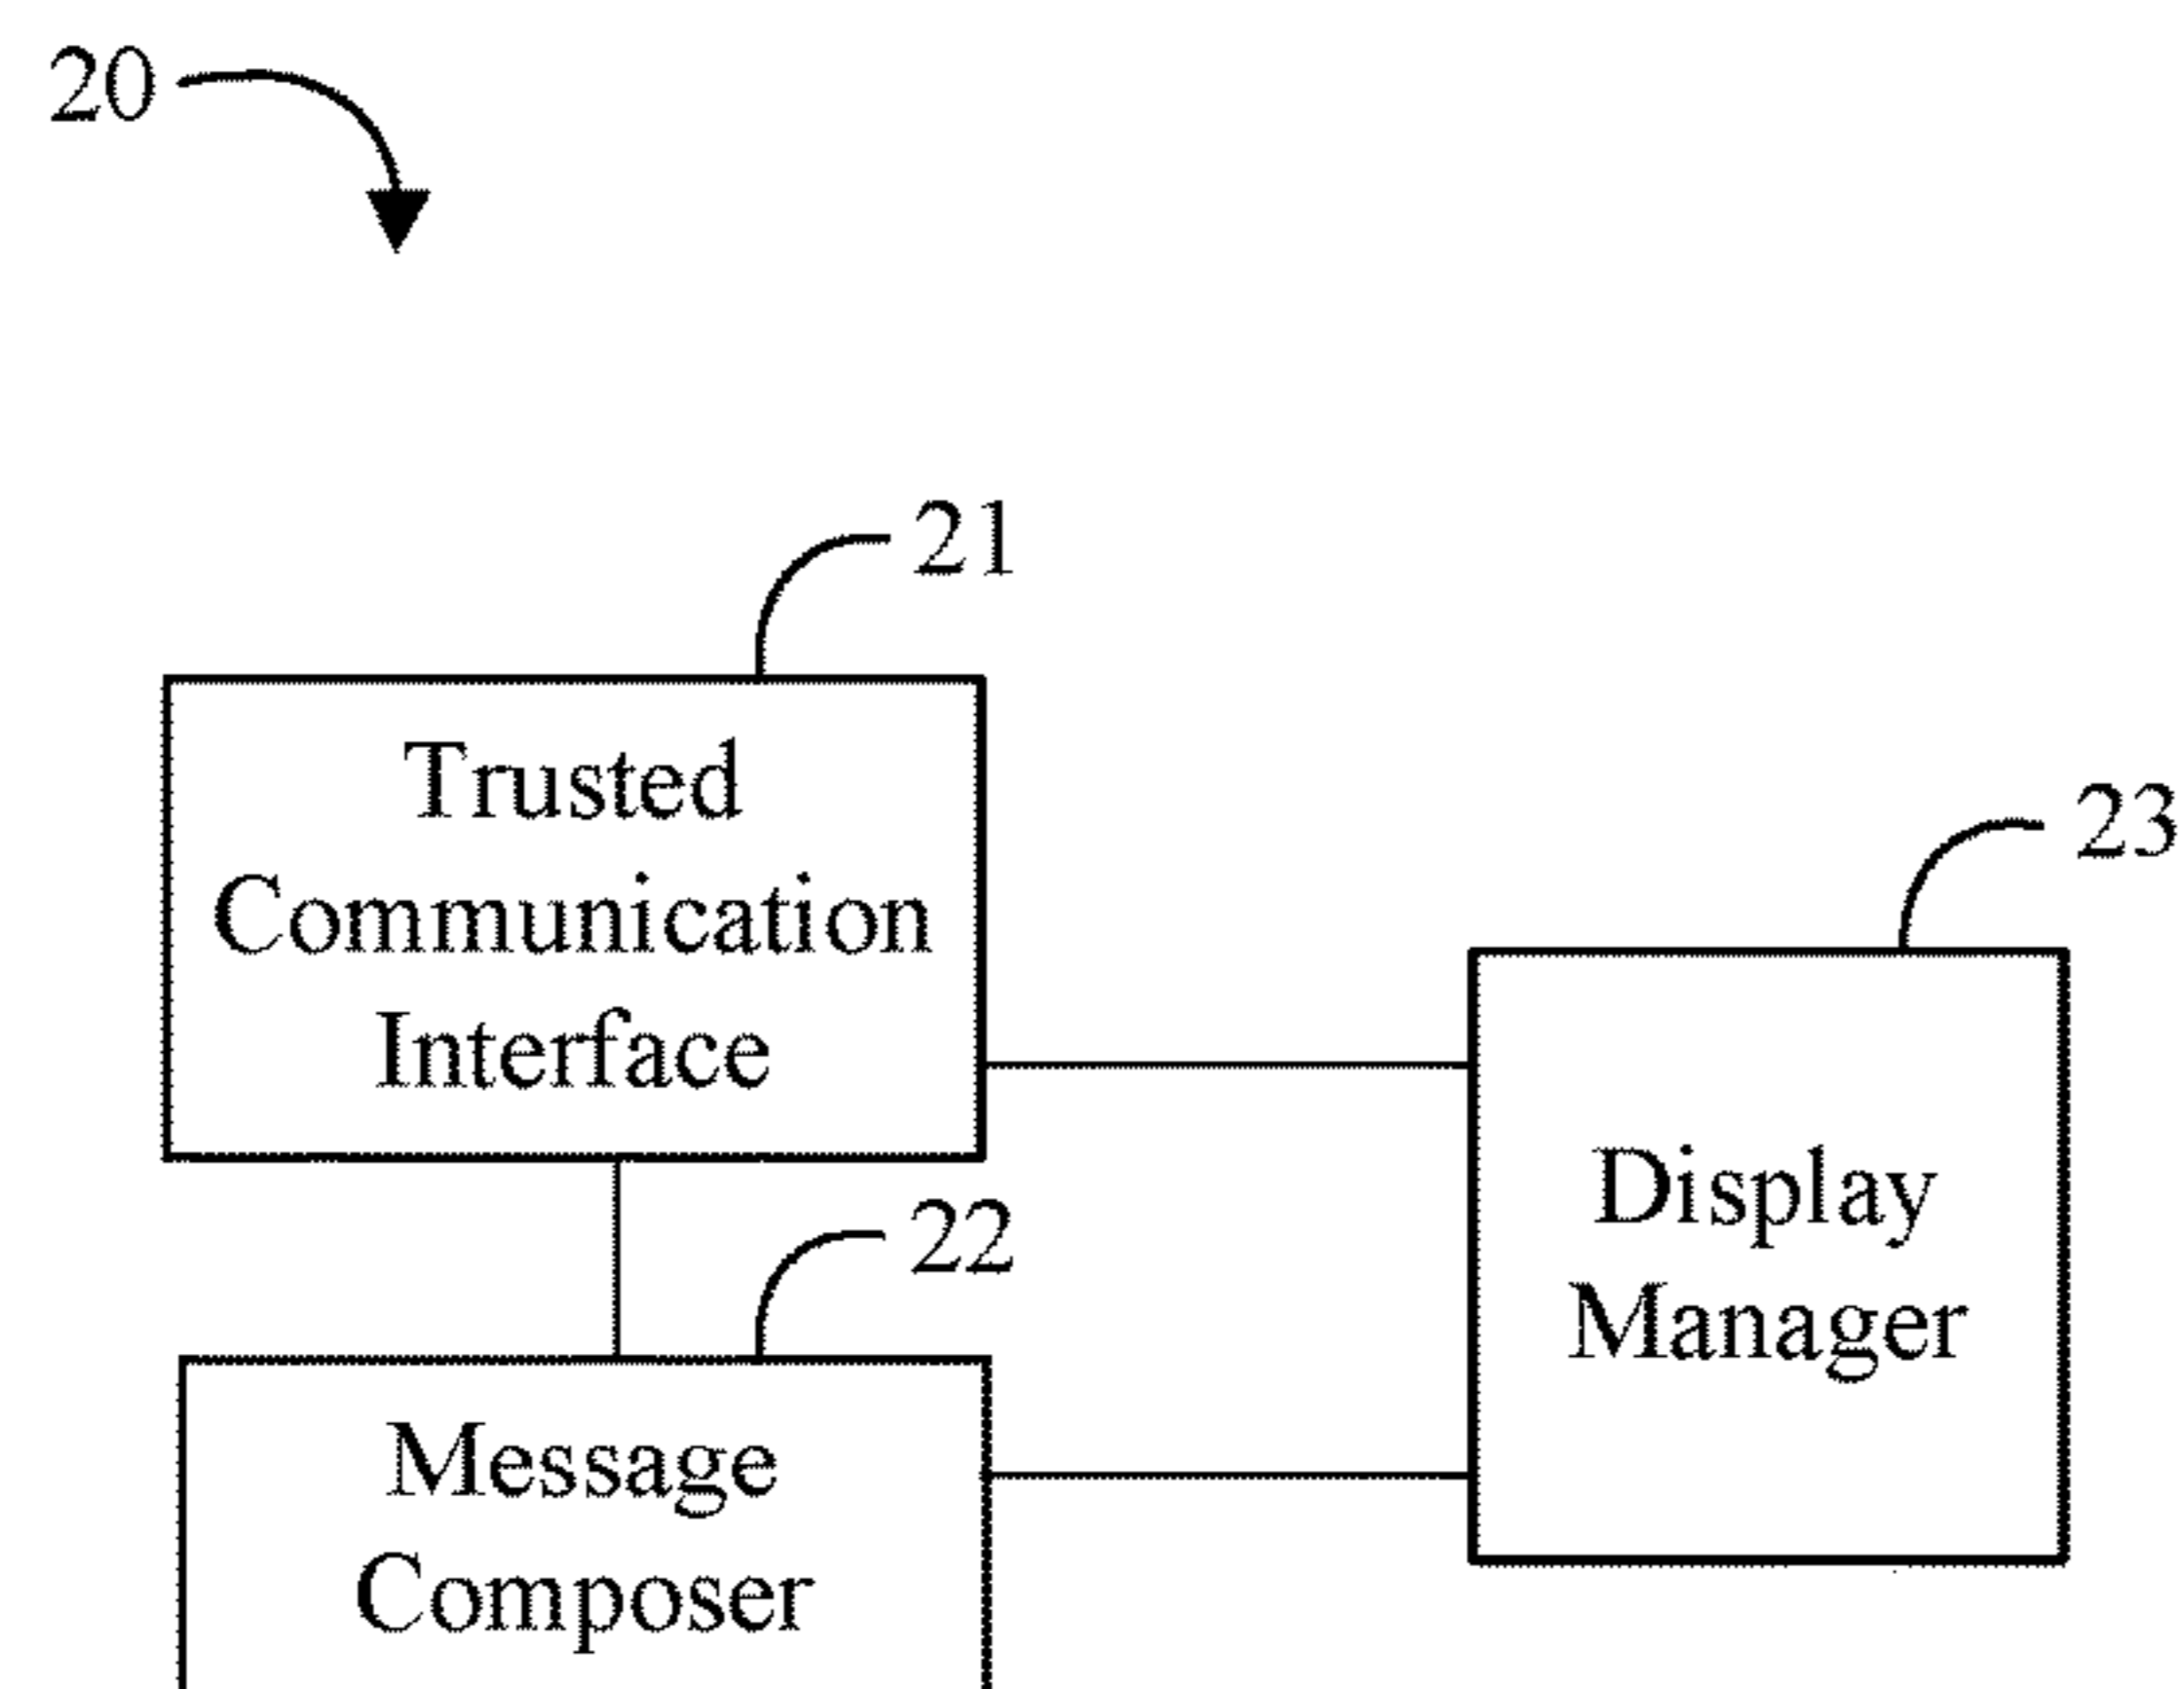 20
21
Trusted
Communication
Interface
23
Display
Manager
22
Message
Composer